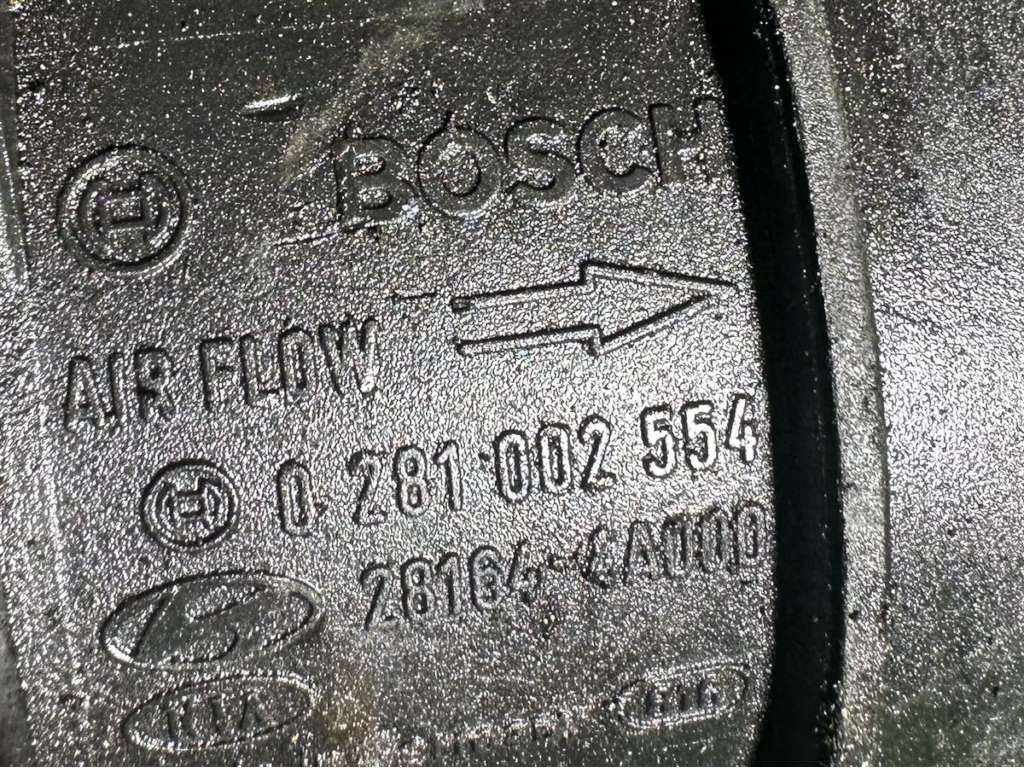 BOSCH
AIR FLOW
0 281 002 554
28164-4A000
KIA